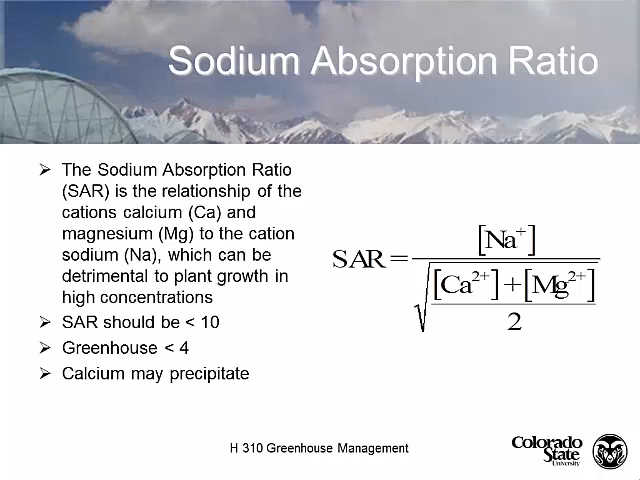 Sodium Absorption Ratio
➢ The Sodium Absorption Ratio
(SAR) is the relationship of the
cations calcium (Ca) and
magnesium (Mg) to the cation
sodium (Na), which can be
detrimental to plant growth in
high concentrations
➢ SAR should be < 10
➢ Greenhouse < 4
➢ Calcium may precipitate
[Na⁺]
SAR =
√ [Ca²⁺] + [Mg²⁺]
2
H 310 Greenhouse Management
Colorado
State
University